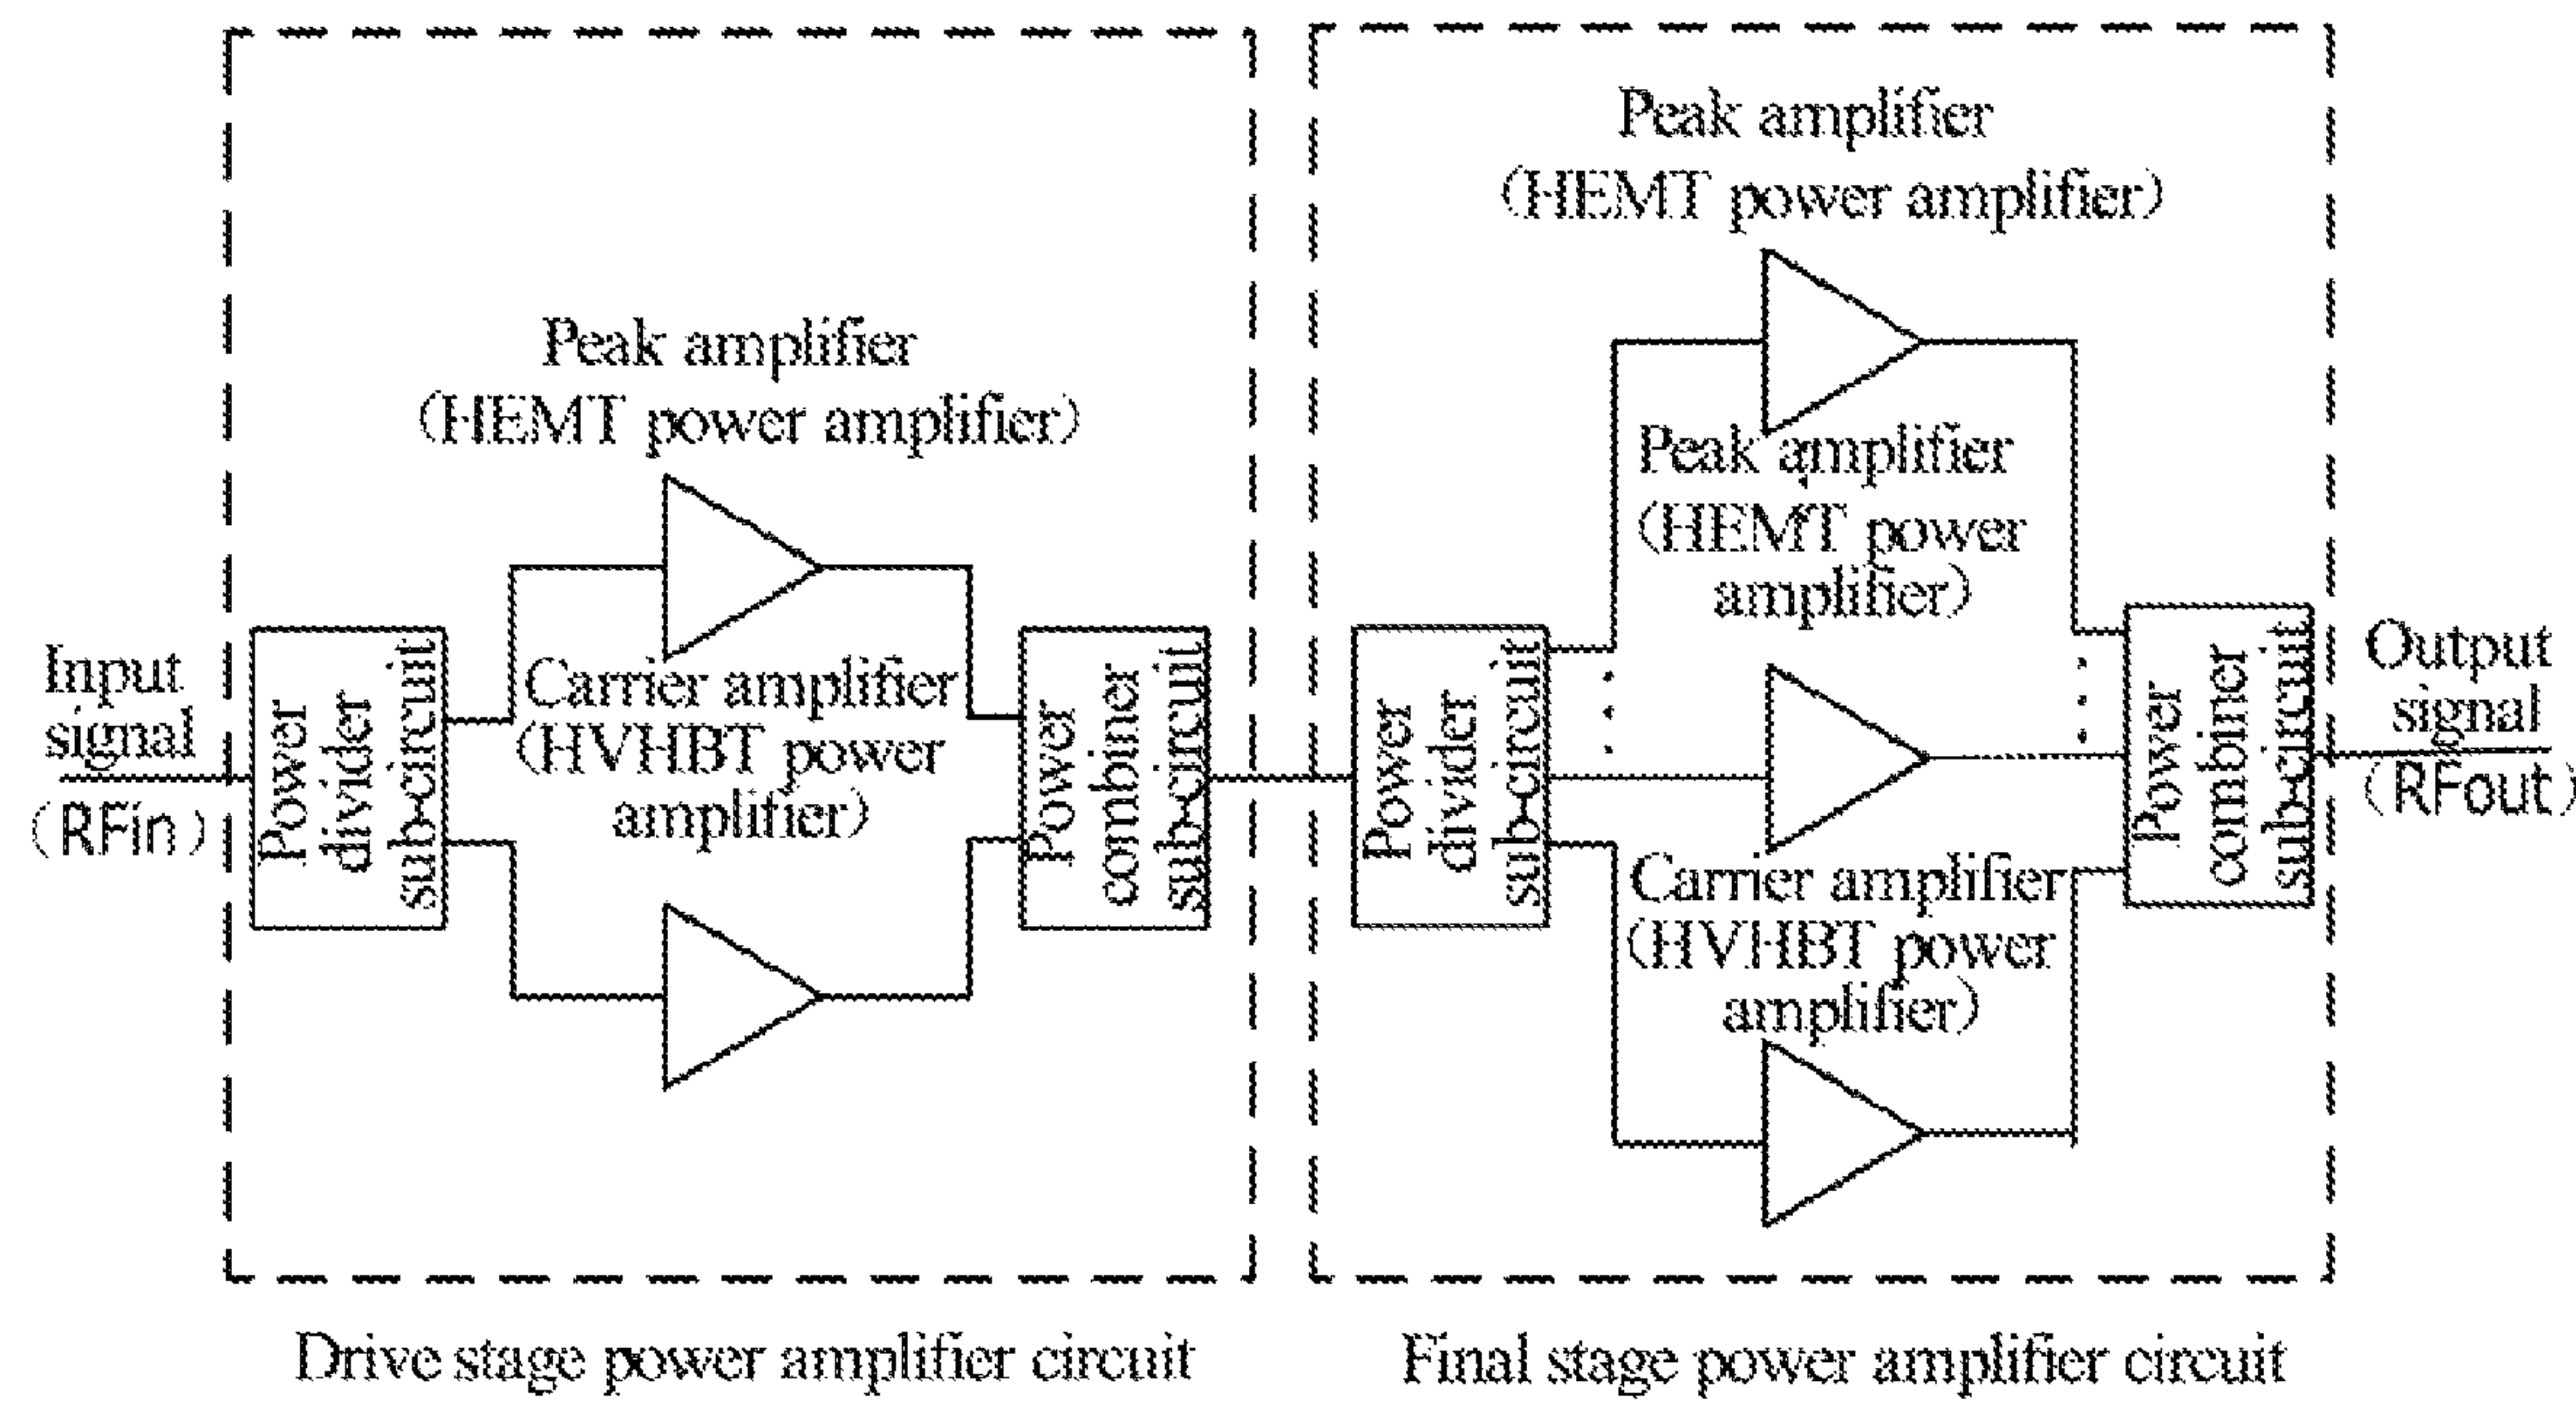 Input
signal
(RFin)
Power
divider
sub-circuit
Peak amplifier
(HEMT power amplifier)
Carrier amplifier
(HVHBT power
amplifier)
Power
combiner
sub-circuit
Drive stage power amplifier circuit
Power
divider
sub-circuit
Peak amplifier
(HEMT power amplifier)
Peak amplifier
(HEMT power
amplifier)
Carrier amplifier
(HVHBT power
amplifier)
Power
combiner
sub-circuit
Output
signal
(RFout)
Final stage power amplifier circuit